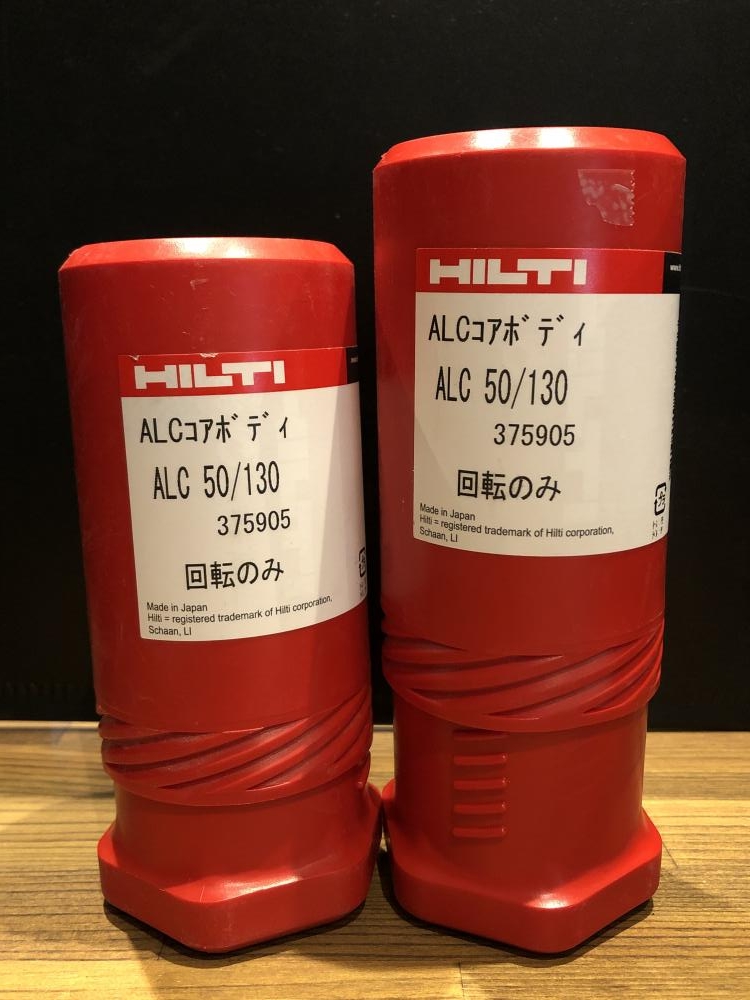 HILTI
ALCコアボディ
ALC 50/130
375905
回転のみ
Made in Japan
Hilti = registered trademark of Hilti corporation,
Schaan, LI
HILTI
ALCコアボディ
ALC 50/130
375905
回転のみ
Made in Japan
Hilti = registered trademark of Hilti corporation,
Schaan, LI